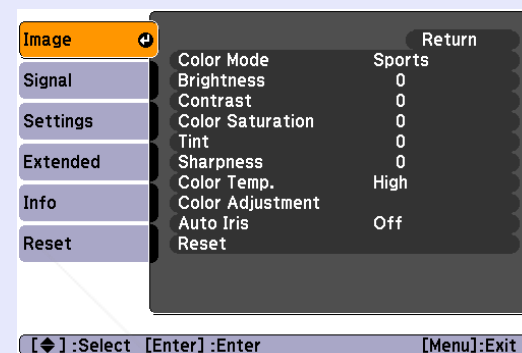 Image
Signal
Settings
Extended
Info
Reset
Return
Color Mode Sports
Brightness 0
Contrast 0
Color Saturation 0
Tint 0
Sharpness 0
Color Temp. High
Color Adjustment
Auto Iris Off
Reset
[◆] :Select [Enter] :Enter [Menu]:Exit